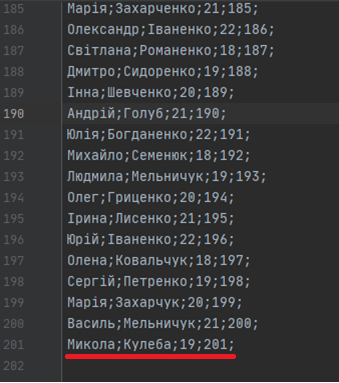 185 Марія;Захарченко;21;185;
186 Олександр;Іваненко;22;186;
187 Світлана;Романенко;18;187;
188 Дмитро;Сидоренко;19;188;
189 Інна;Шевченко;20;189;
190 Андрій;Голуб;21;190;
191 Юлія;Богданенко;22;191;
192 Михайло;Семенюк;18;192;
193 Людмила;Мельничук;19;193;
194 Олег;Гриценко;20;194;
195 Ірина;Лисенко;21;195;
196 Юрій;Іваненко;22;196;
197 Олена;Ковальчук;18;197;
198 Сергій;Петренко;19;198;
199 Марія;Захарчук;20;199;
200 Василь;Мельничук;21;200;
201 Микола;Кулеба;19;201;
202